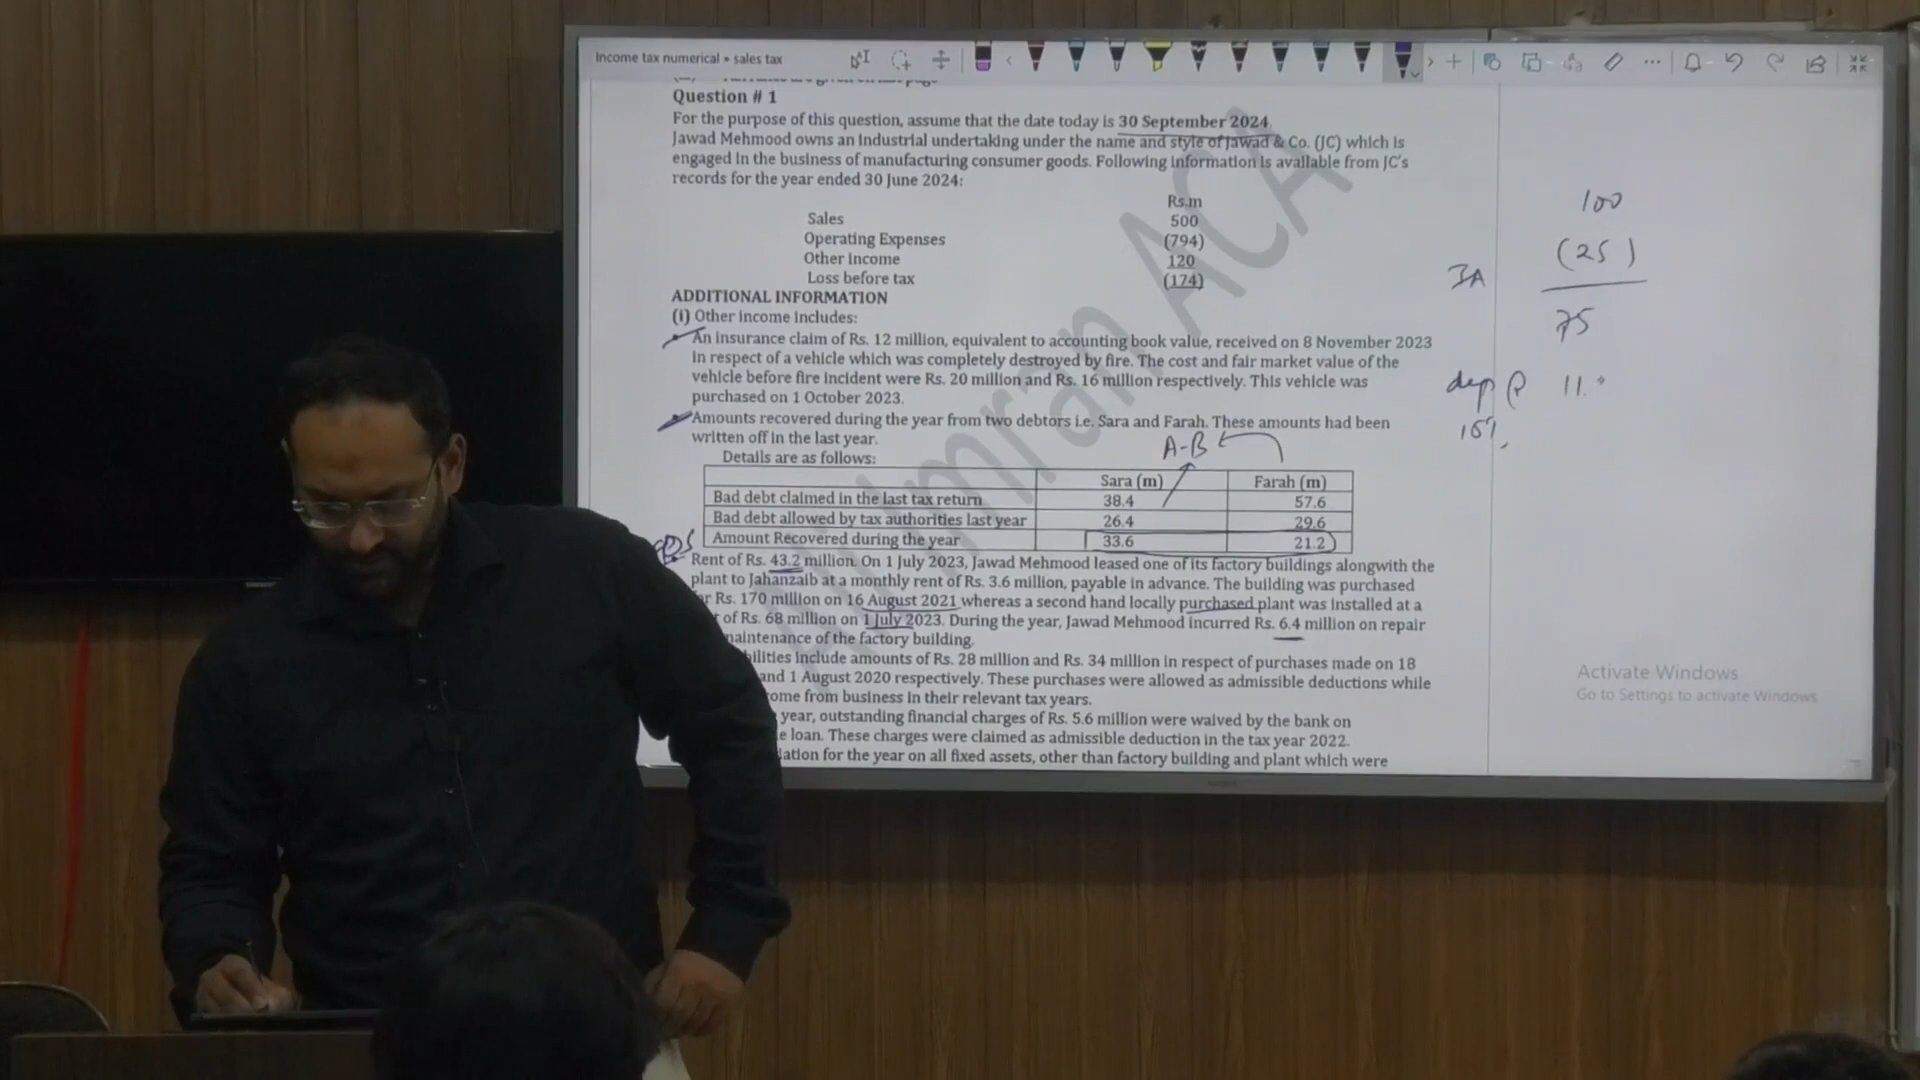 Income tax numerical + sales tax
Question # 1
For the purpose of this question, assume that the date today is 30 September 2024.
Jawad Mehmood owns an industrial undertaking under the name and style of Jawad & Co. (JC) which is
engaged in the business of manufacturing consumer goods. Following information is available from JC's
records for the year ended 30 June 2024:
Rs.m
Sales 500
Operating Expenses (794)
Other income 120
Loss before tax (174)
ADDITIONAL INFORMATION
(i) Other income includes:
An insurance claim of Rs. 12 million, equivalent to accounting book value, received on 8 November 2023
in respect of a vehicle which was completely destroyed by fire. The cost and fair market value of the
vehicle before fire incident were Rs. 20 million and Rs. 16 million respectively. This vehicle was
purchased on 1 October 2023.
Amounts recovered during the year from two debtors i.e. Sara and Farah. These amounts had been
written off in the last year.
A-B
Details are as follows:
Sara (m) Farah (m)
Bad debt claimed in the last tax return 38.4 57.6
Bad debt allowed by tax authorities last year 26.4 29.6
Amount Recovered during the year 33.6 21.2
Rent of Rs. 43.2 million. On 1 July 2023, Jawad Mehmood leased one of its factory buildings alongwith the
plant to Jahanzaib at a monthly rent of Rs. 3.6 million, payable in advance. The building was purchased
Rs. 170 million on 16 August 2021 whereas a second hand locally purchased plant was installed at a
of Rs. 68 million on 1 July 2023. During the year, Jawad Mehmood incurred Rs. 6.4 million on repair
maintenance of the factory building.
include amounts of Rs. 28 million and Rs. 34 million in respect of purchases made on 18
and 1 August 2020 respectively. These purchases were allowed as admissible deductions while
from business in their relevant tax years.
year, outstanding financial charges of Rs. 5.6 million were waived by the bank on
loan. These charges were claimed as admissible deduction in the tax year 2022.
for the year on all fixed assets, other than factory building and plant which were
100
IA (25)
75
dep @ 11.
15%
Imran ACA
Activate Windows
Go to Settings to activate Windows.